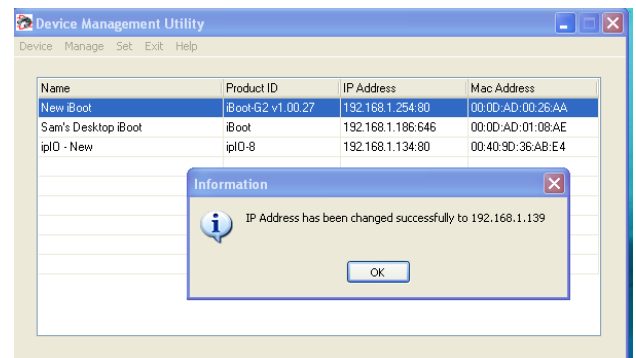 Device Management Utility
Device Manage Set Exit Help
Name Product ID IP Address Mac Address
New iBoot iBoot-G2 v1.00.27 192.168.1.254:80 00:0D:AD:00:26:AA
Sam's Desktop iBoot iBoot 192.168.1.186:646 00:0D:AD:01:08:AE
ipIO - New ipIO-8 192.168.1.134:80 00:40:9D:36:AB:E4
Information
IP Address has been changed successfully to 192.168.1.139
OK